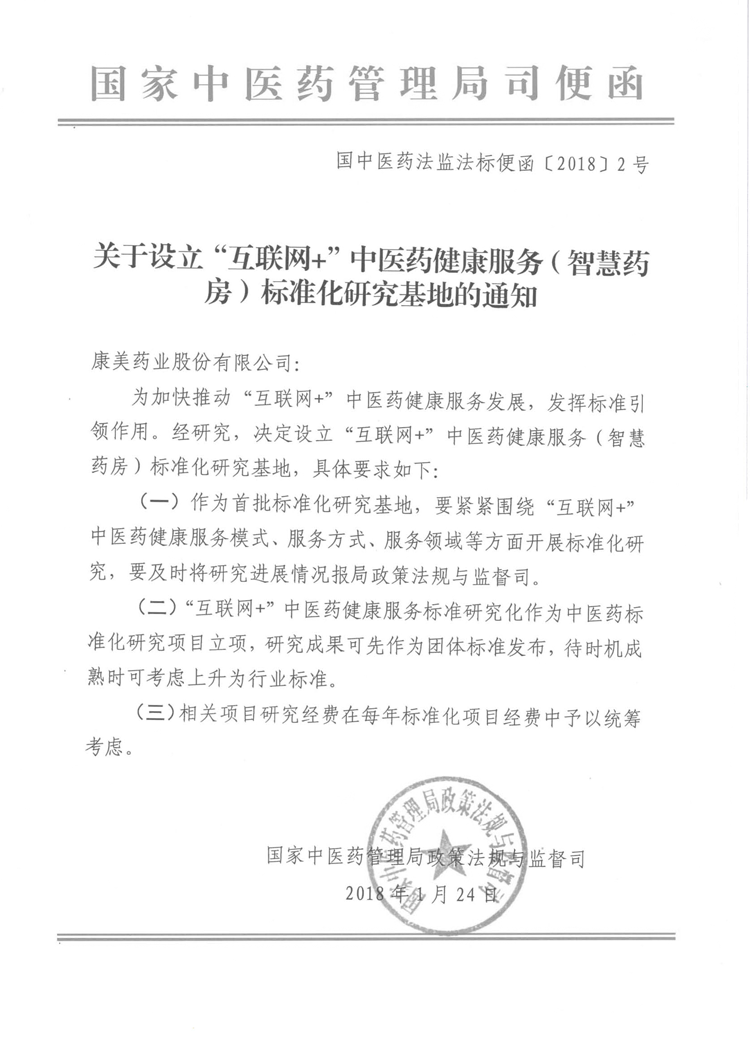 国家中医药管理局司便函
国中医药法监法标便函〔2018〕2号
关于设立“互联网+”中医药健康服务（智慧药
房）标准化研究基地的通知
康美药业股份有限公司：
为加快推动“互联网+”中医药健康服务发展，发挥标准引
领作用。经研究，决定设立“互联网+”中医药健康服务（智慧
药房）标准化研究基地，具体要求如下：
（一）作为首批标准化研究基地，要紧紧围绕“互联网+”
中医药健康服务模式、服务方式、服务领域等方面开展标准化研
究，要及时将研究进展情况报局政策法规与监督司。
（二）“互联网+”中医药健康服务标准研究化作为中医药标
准化研究项目立项，研究成果可先作为团体标准发布，待时机成
熟时可考虑上升为行业标准。
（三）相关项目研究经费在每年标准化项目经费中予以统筹
考虑。
国家中医药管理局政策法规与监督司
国家中医药管理局政策法规与监督司
2018年1月24日